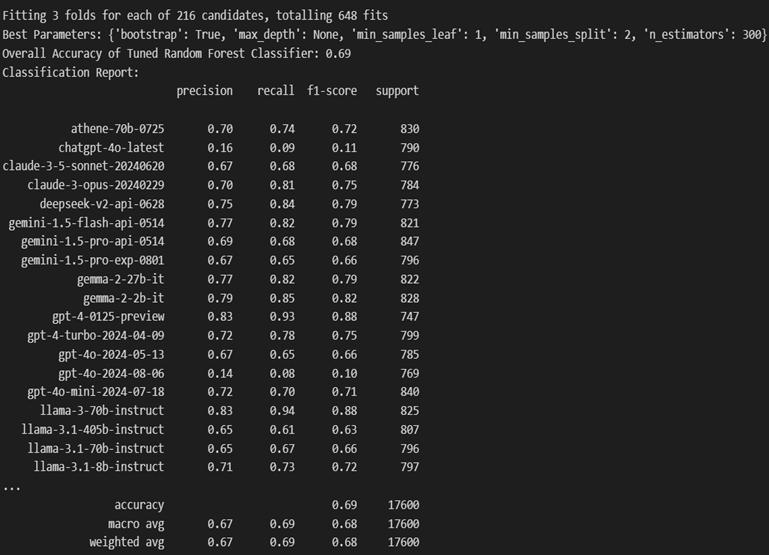 Fitting 3 folds for each of 216 candidates, totalling 648 fits
Best Parameters: {'bootstrap': True, 'max_depth': None, 'min_samples_leaf': 1, 'min_samples_split': 2, 'n_estimators': 300}
Overall Accuracy of Tuned Random Forest Classifier: 0.69
Classification Report:
precision recall f1-score support
athene-70b-0725 0.70 0.74 0.72 830
chatgpt-4o-latest 0.16 0.09 0.11 790
claude-3-5-sonnet-20240620 0.67 0.68 0.68 776
claude-3-opus-20240229 0.70 0.81 0.75 784
deepseek-v2-api-0628 0.75 0.84 0.79 773
gemini-1.5-flash-api-0514 0.77 0.82 0.79 821
gemini-1.5-pro-api-0514 0.69 0.68 0.68 847
gemini-1.5-pro-exp-0801 0.67 0.65 0.66 796
gemma-2-27b-it 0.77 0.82 0.79 822
gemma-2-2b-it 0.79 0.85 0.82 828
gpt-4-0125-preview 0.83 0.93 0.88 747
gpt-4-turbo-2024-04-09 0.72 0.78 0.75 799
gpt-4o-2024-05-13 0.67 0.65 0.66 785
gpt-4o-2024-08-06 0.14 0.08 0.10 769
gpt-4o-mini-2024-07-18 0.72 0.70 0.71 840
llama-3-70b-instruct 0.83 0.94 0.88 825
llama-3.1-405b-instruct 0.65 0.61 0.63 807
llama-3.1-70b-instruct 0.65 0.67 0.66 796
llama-3.1-8b-instruct 0.71 0.73 0.72 797
...
accuracy 0.69 17600
macro avg 0.67 0.69 0.68 17600
weighted avg 0.67 0.69 0.68 17600